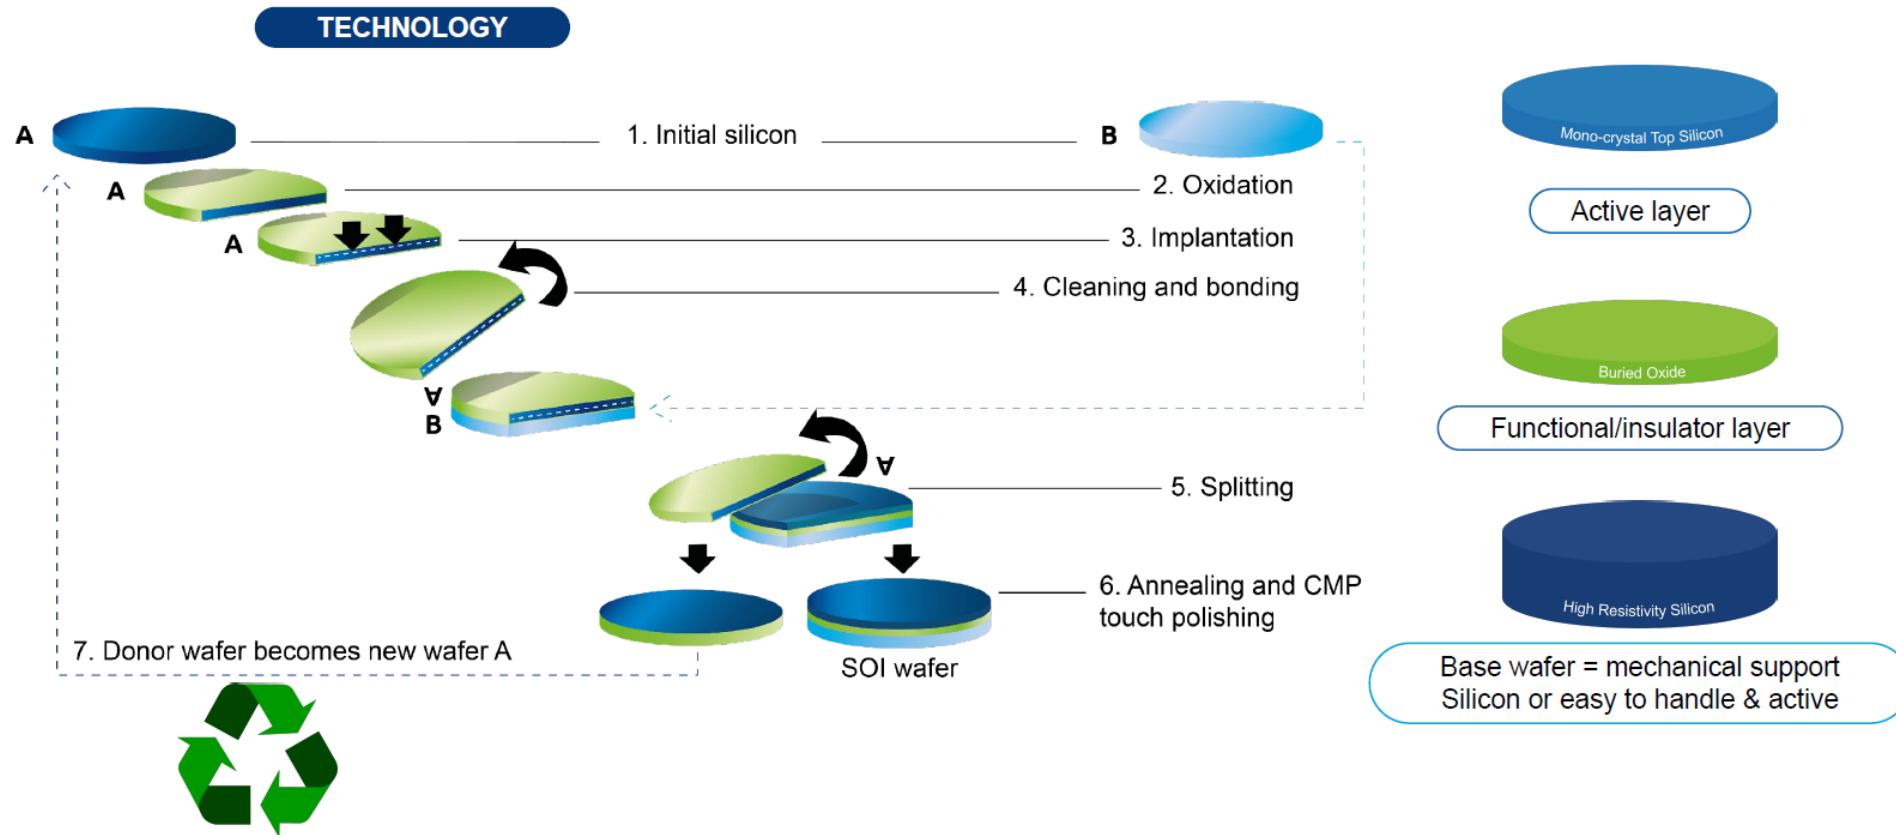 TECHNOLOGY
A
1. Initial silicon
B
A
2. Oxidation
A
3. Implantation
4. Cleaning and bonding
A
B
A
5. Splitting
6. Annealing and CMP
touch polishing
7. Donor wafer becomes new wafer A
SOI wafer
Mono-crystal Top Silicon
Active layer
Buried Oxide
Functional/insulator layer
High Resistivity Silicon
Base wafer = mechanical support
Silicon or easy to handle & active